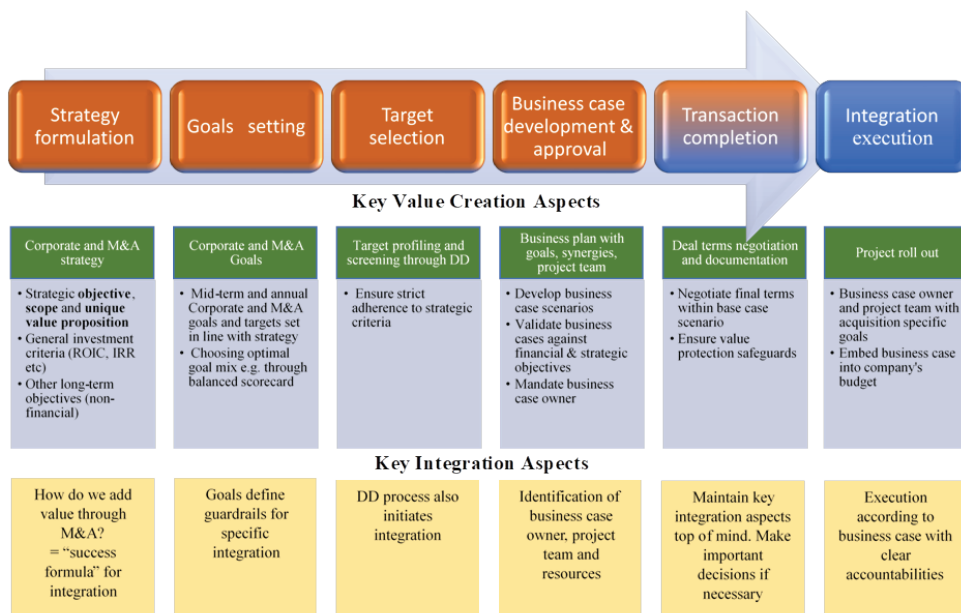 Strategy
formulation
Goals setting
Target
selection
Business case
development &
approval
Transaction
completion
Integration
execution
Key Value Creation Aspects
Corporate and M&A
strategy
• Strategic objective,
scope and unique
value proposition
• General investment
criteria (ROIC, IRR
etc)
• Other long-term
objectives (non-
financial)
Corporate and M&A
Goals
• Mid-term and annual
Corporate and M&A
goals and targets set
in line with strategy
• Choosing optimal
goal mix e.g. through
balanced scorecard
Target profiling and
screening through DD
• Ensure strict
adherence to strategic
criteria
Business plan with
goals, synergies,
project team
• Develop business
case scenarios
• Validate business
cases against
financial & strategic
objectives
• Mandate business
case owner
Deal terms negotiation
and documentation
• Negotiate final terms
within base case
scenario
• Ensure value
protection safeguards
Project roll out
• Business case owner
and project team with
acquisition specific
goals
• Embed business case
into company's
budget
Key Integration Aspects
How do we add
value through
M&A?
= “success
formula” for
integration
Goals define
guardrails for
specific
integration
DD process also
initiates
integration
Identification of
business case
owner, project
team and
resources
Maintain key
integration aspects
top of mind. Make
important
decisions if
necessary
Execution
according to
business case with
clear
accountabilities